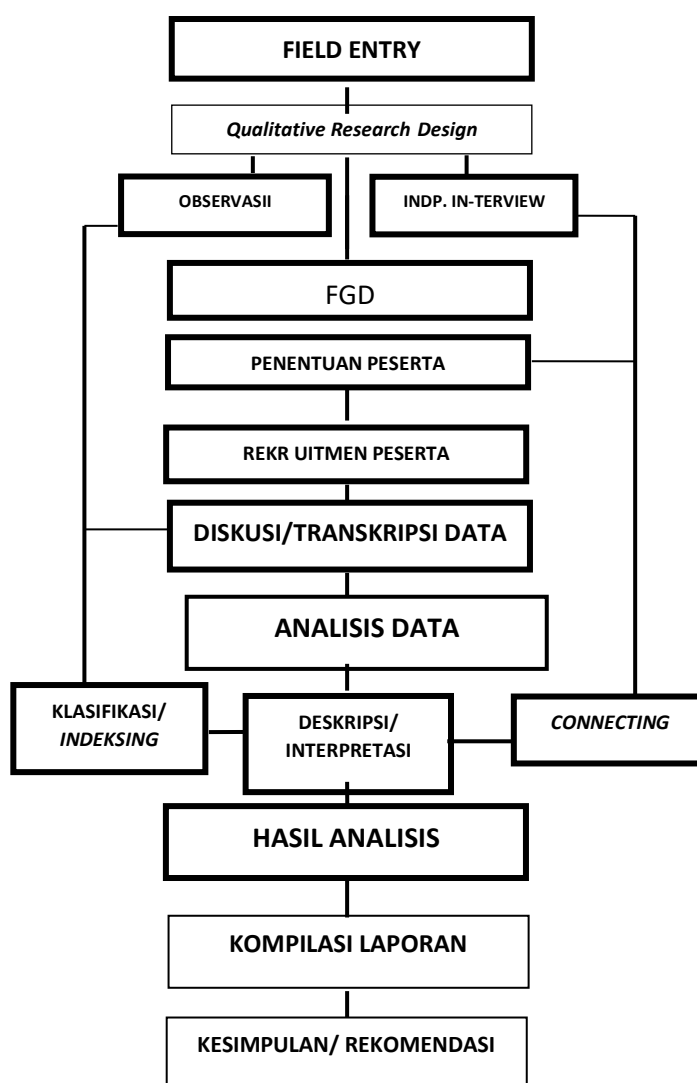 FIELD ENTRY
Qualitative Research Design
OBSERVASII
INDP. IN-TERVIEW
FGD
PENENTUAN PESERTA
REKR UITMEN PESERTA
DISKUSI/TRANSKRIPSI DATA
ANALISIS DATA
KLASIFIKASI/
INDEKSING
DESKRIPSI/
INTERPRETASI
CONNECTING
HASIL ANALISIS
KOMPILASI LAPORAN
KESIMPULAN/ REKOMENDASI